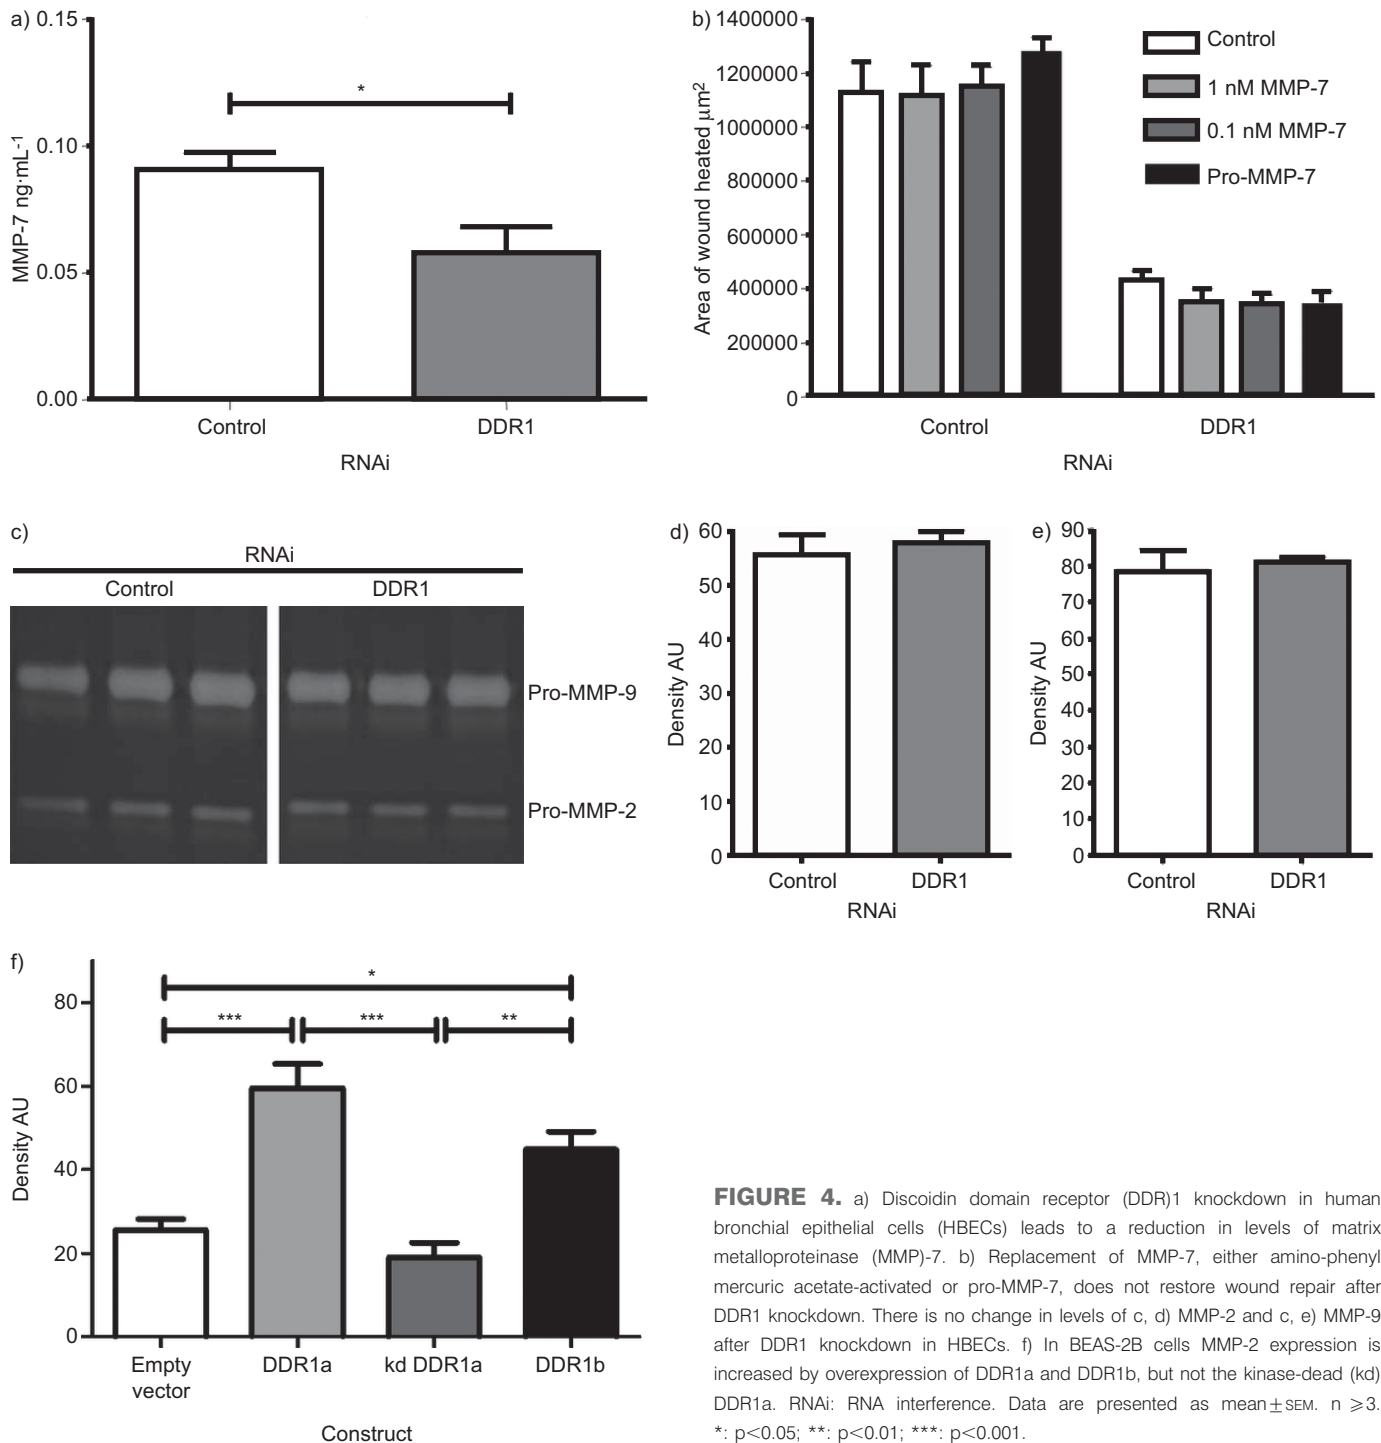 a)
0.15
0.10
0.05
0.00
MMP-7 ng·mL-1
*
Control
DDR1
RNAi
b)
1400000
1200000
1000000
800000
600000
400000
200000
0
Area of wound heated µm2
Control
1 nM MMP-7
0.1 nM MMP-7
Pro-MMP-7
Control
DDR1
RNAi
c)
RNAi
Control
DDR1
Pro-MMP-9
Pro-MMP-2
d)
60
50
40
30
20
10
0
Density AU
Control
DDR1
RNAi
e)
90
80
70
60
50
40
30
20
10
0
Density AU
Control
DDR1
RNAi
f)
80
60
40
20
0
Density AU
*
***
***
**
Empty
vector
DDR1a
kd DDR1a
DDR1b
Construct
FIGURE 4. a) Discoidin domain receptor (DDR)1 knockdown in human
bronchial epithelial cells (HBECs) leads to a reduction in levels of matrix
metalloproteinase (MMP)-7. b) Replacement of MMP-7, either amino-phenyl
mercuric acetate-activated or pro-MMP-7, does not restore wound repair after
DDR1 knockdown. There is no change in levels of c, d) MMP-2 and c, e) MMP-9
after DDR1 knockdown in HBECs. f) In BEAS-2B cells MMP-2 expression is
increased by overexpression of DDR1a and DDR1b, but not the kinase-dead (kd)
DDR1a. RNAi: RNA interference. Data are presented as mean±SEM. n ≥3.
*: p<0.05; **: p<0.01; ***: p<0.001.